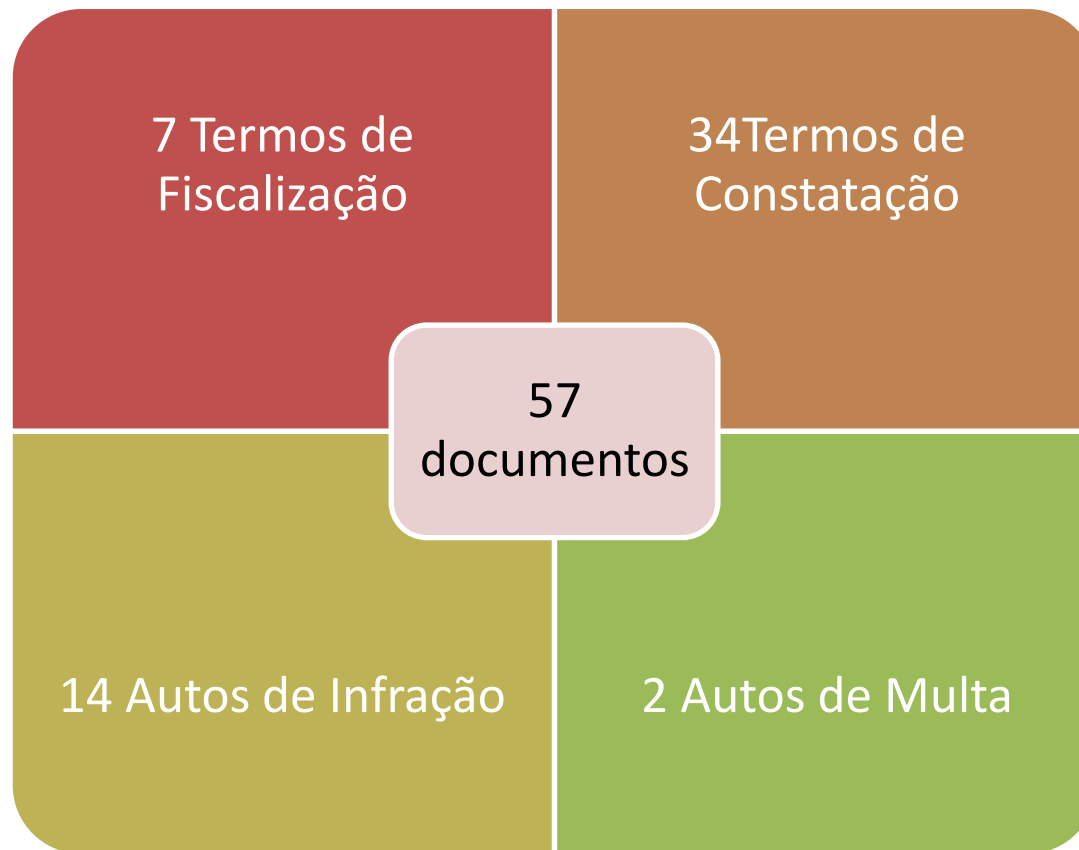 7 Termos de
Fiscalização
34Termos de
Constatação
57
documentos
14 Autos de Infração
2 Autos de Multa